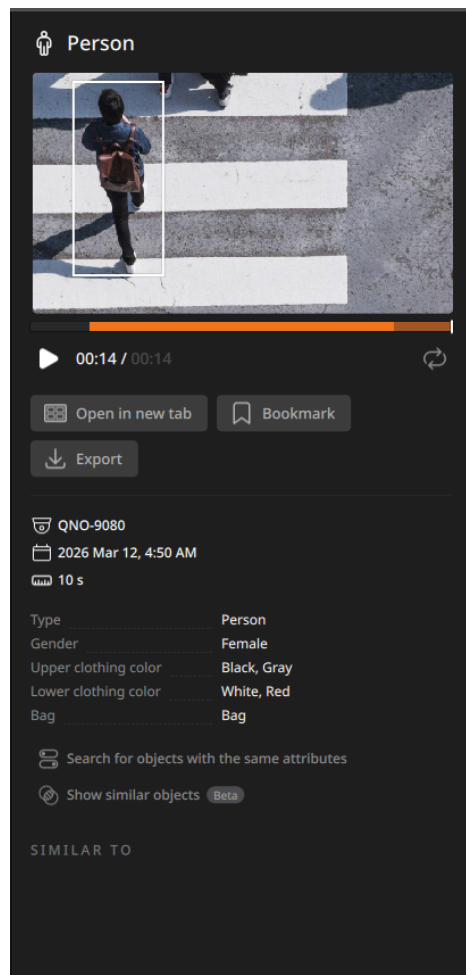 Person
00:14 / 00:14
Open in new tab
Bookmark
Export
QNO-9080
2026 Mar 12, 4:50 AM
10 s
Type Person
Gender Female
Upper clothing color Black, Gray
Lower clothing color White, Red
Bag Bag
Search for objects with the same attributes
Show similar objects Beta
SIMILAR TO